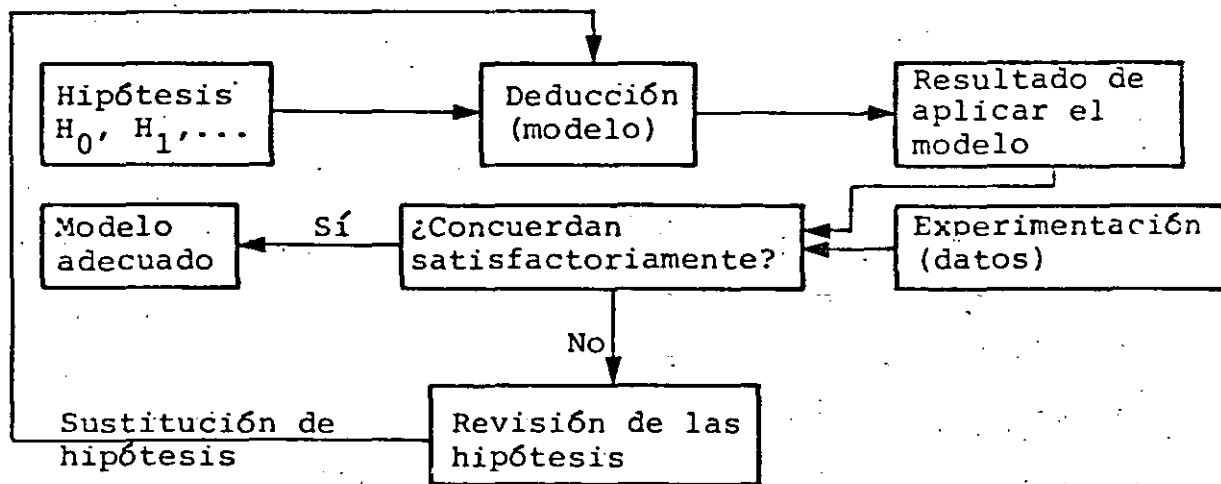 Hipótesis
H0, H1,...
Deducción
(modelo)
Resultado de
aplicar el
modelo
Modelo
adecuado
Sí
¿Concuerdan
satisfactoriamente?
Experimentación
(datos)
No
Sustitúción de
hipótesis
Revisión de las
hipótesis